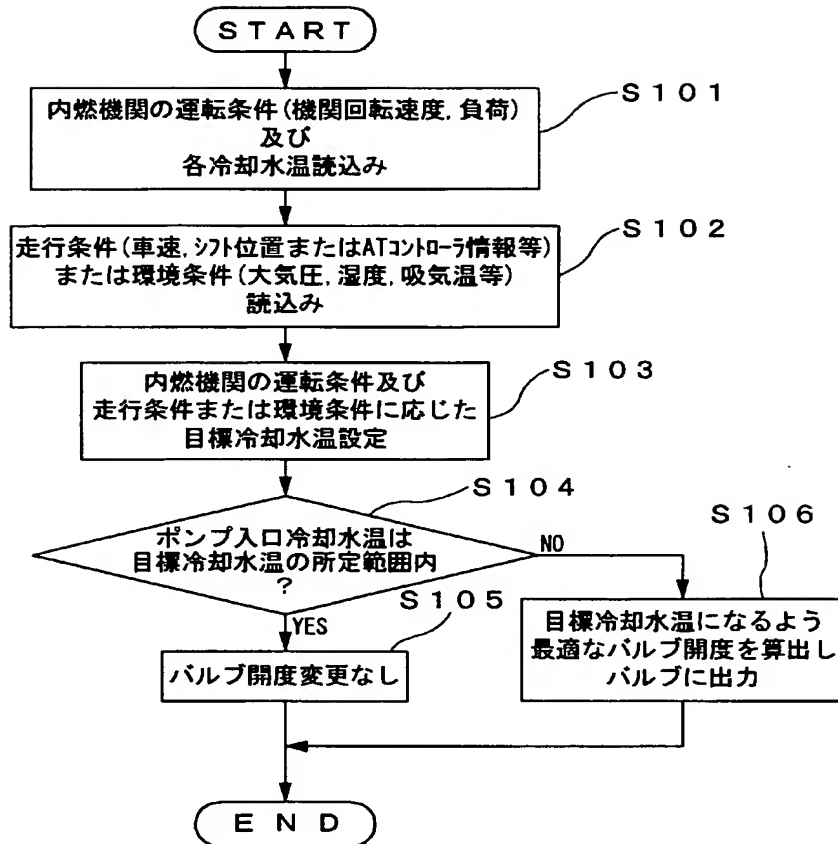 START
内燃機関の運転条件(機関回転速度, 負荷)
及び
各冷却水温読込み
S101
走行条件(車速, シフト位置またはATコントローラ情報等)
または環境条件(大気圧, 湿度, 吸気温等)
読込み
S102
内燃機関の運転条件及び
走行条件または環境条件に応じた
目標冷却水温設定
S103
ポンプ入口冷却水温は
目標冷却水温の所定範囲内
?
S104
NO
YES
バルブ開度変更なし
S105
目標冷却水温になるよう
最適なバルブ開度を算出し
バルブに出力
S106
END